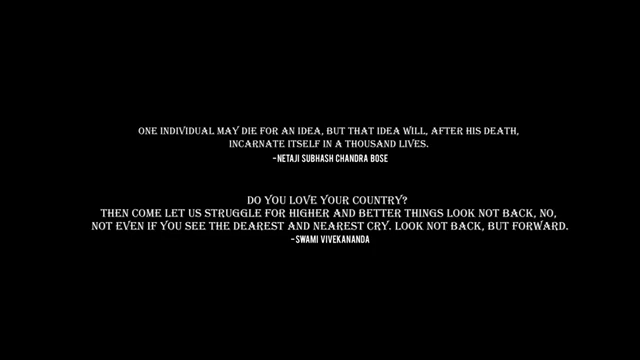 ONE INDIVIDUAL MAY DIE FOR AN IDEA, BUT THAT IDEA WILL, AFTER HIS DEATH,
INCARNATE ITSELF IN A THOUSAND LIVES.
-NETAJI SUBHASH CHANDRA BOSE
DO YOU LOVE YOUR COUNTRY?
THEN COME LET US STRUGGLE FOR HIGHER AND BETTER THINGS LOOK NOT BACK, NO,
NOT EVEN IF YOU SEE THE DEAREST AND NEAREST CRY. LOOK NOT BACK, BUT FORWARD.
- SWAMI VIVEKANANDA